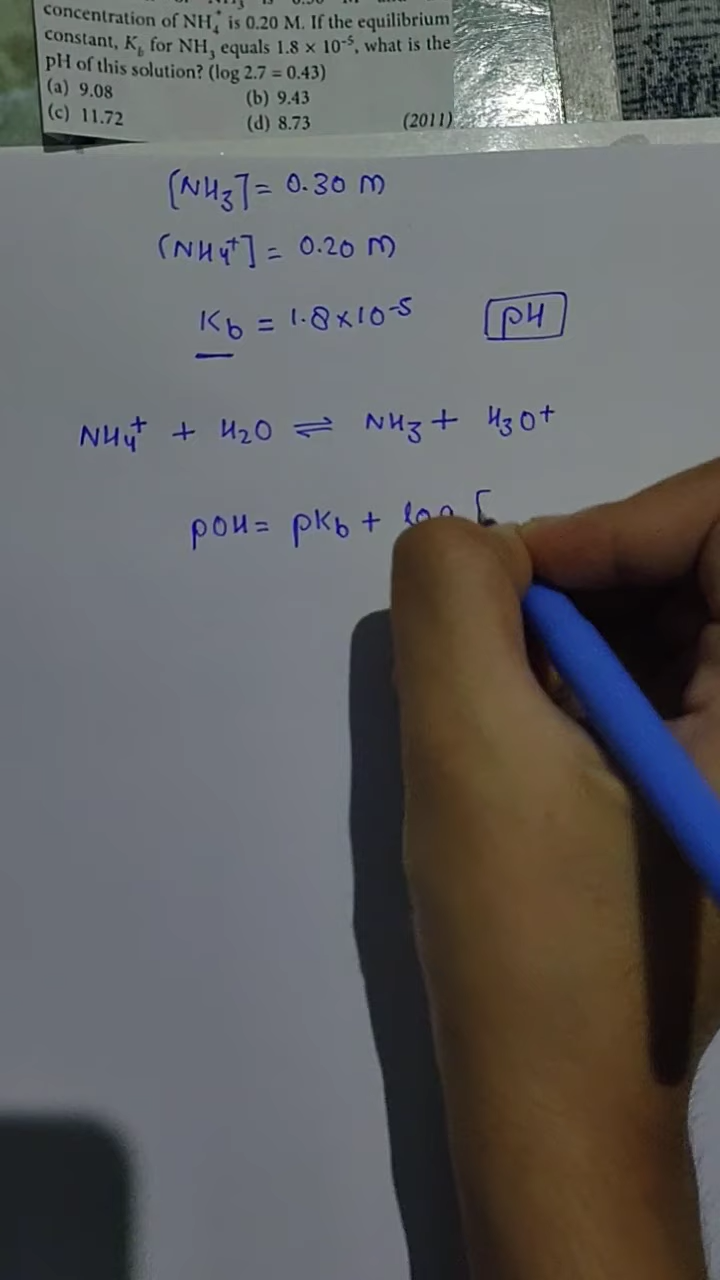 concentration of NH₄⁺ is 0.20 M. If the equilibrium
constant, K_b for NH₃ equals 1.8 × 10⁻⁵, what is the
pH of this solution? (log 2.7 = 0.43)
(a) 9.08 (b) 9.43
(c) 11.72 (d) 8.73 (2011)
[NH₃] = 0.30 M
[NH₄⁺] = 0.20 M
K_b = 1.8×10⁻⁵ pH
NH₄⁺ + H₂O ⇌ NH₃ + H₃O⁺
pOH = pK_b + log [